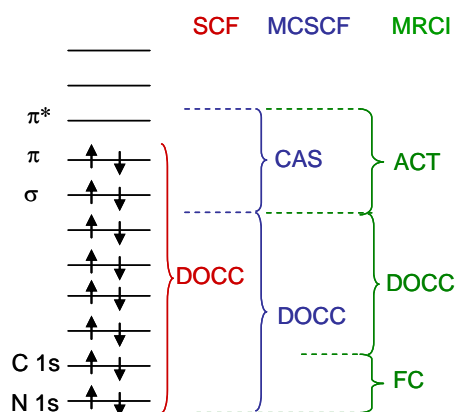 SCF MCSCF MRCI
π*
π
CAS
ACT
σ
DOCC
DOCC
DOCC
C 1s
FC
N 1s